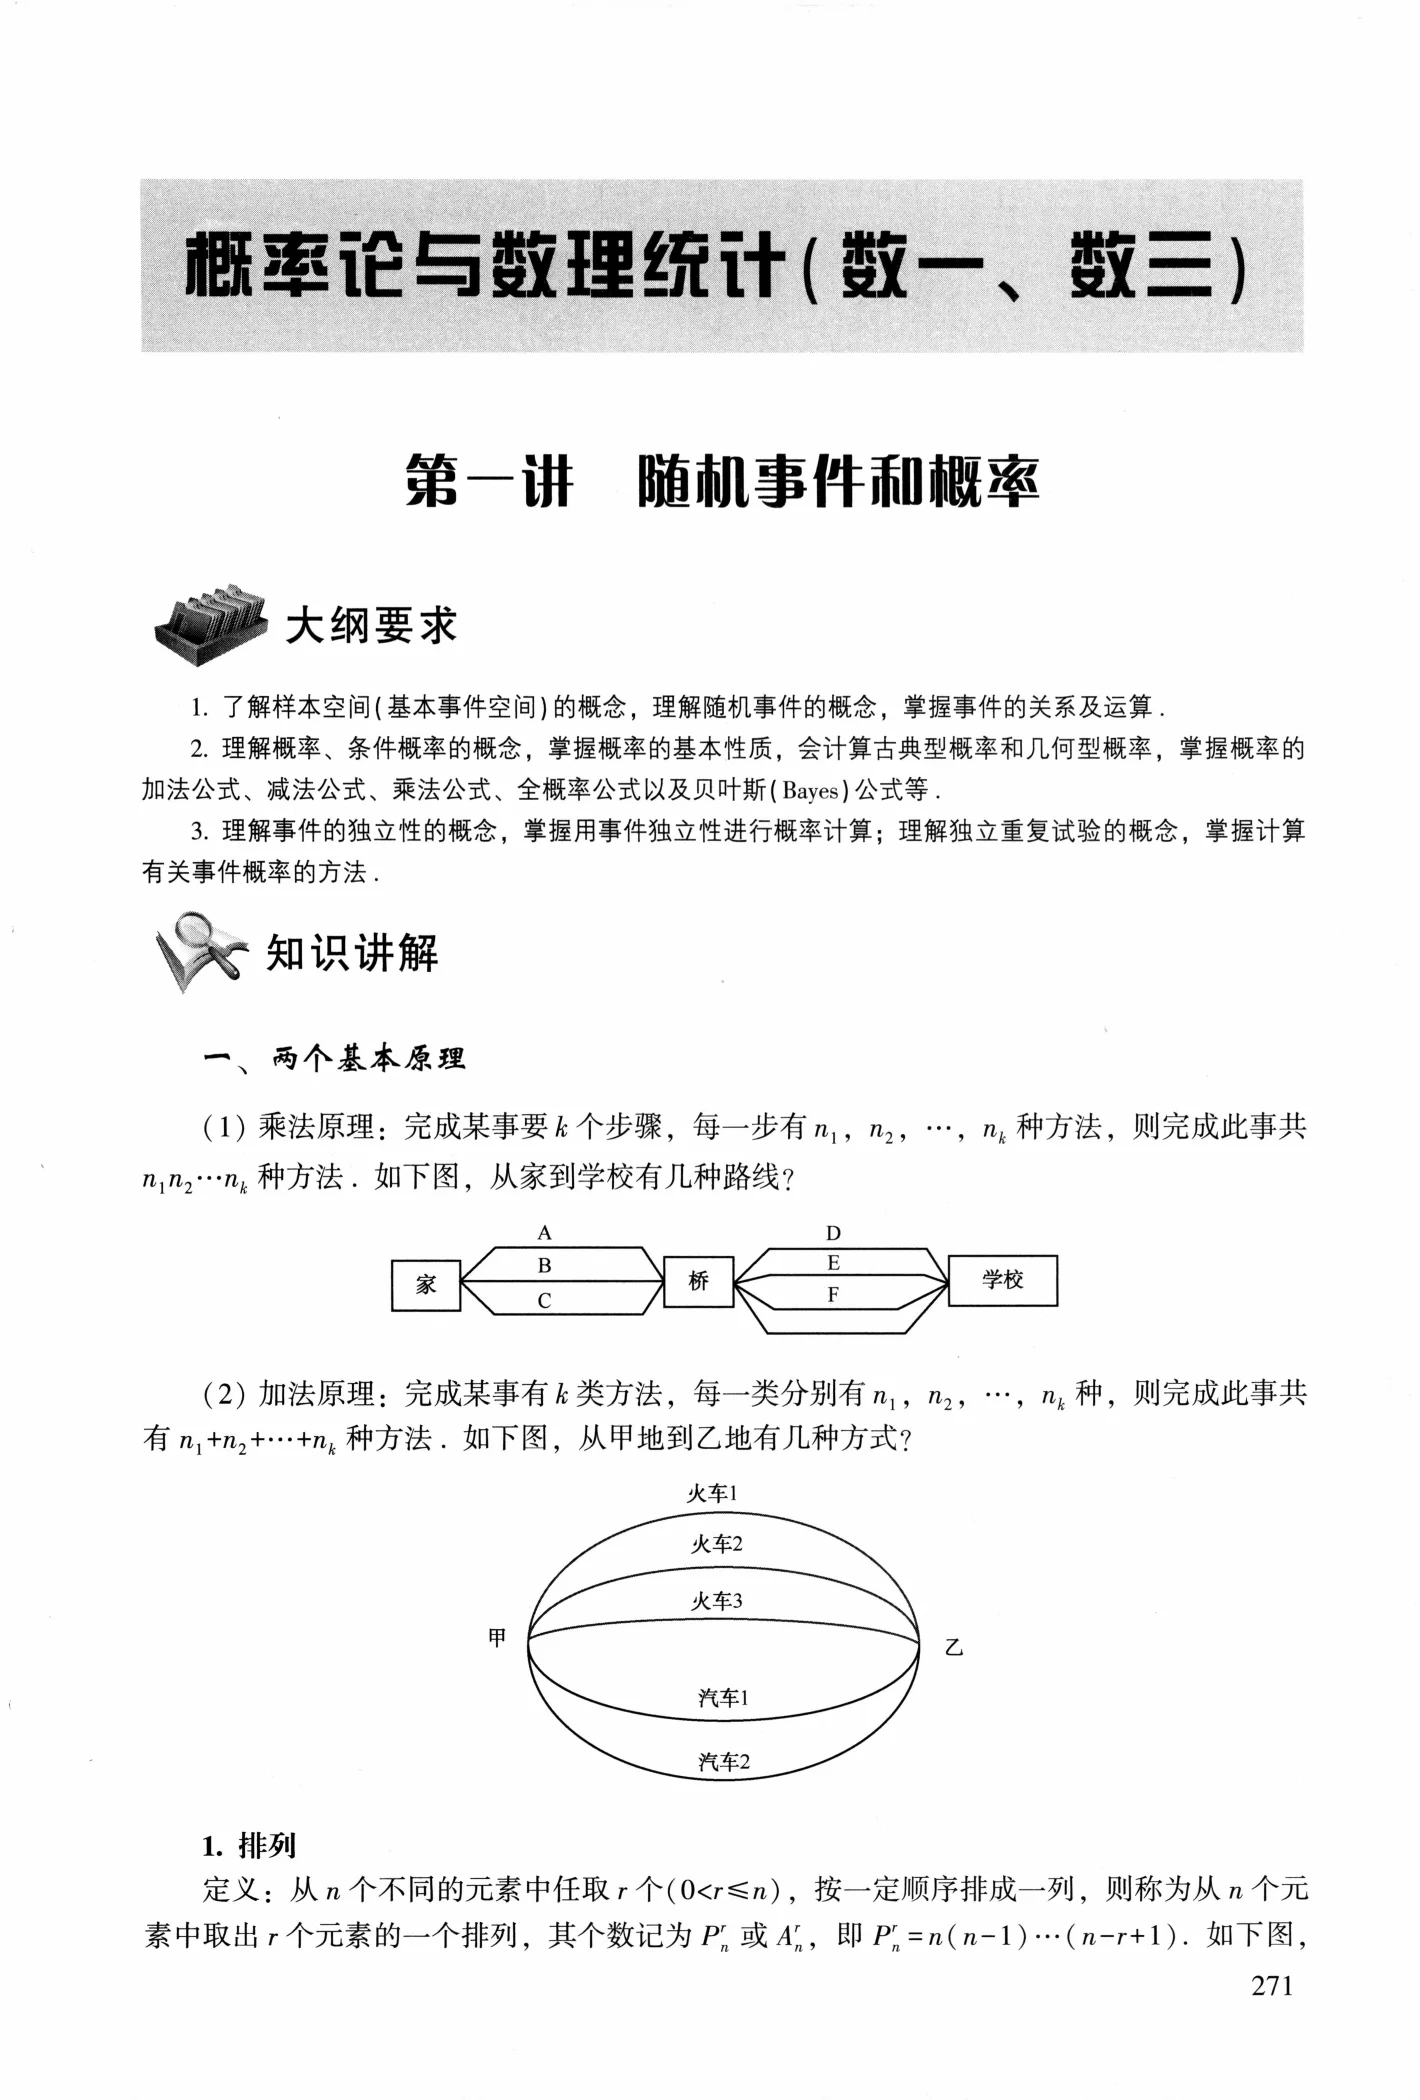 概率论与数理统计(数一、数三)
第一讲 随机事件和概率
大纲要求
1. 了解样本空间(基本事件空间)的概念，理解随机事件的概念，掌握事件的关系及运算.
2. 理解概率、条件概率的概念，掌握概率的基本性质，会计算古典型概率和几何型概率，掌握概率的
加法公式、减法公式、乘法公式、全概率公式以及贝叶斯(Bayes)公式等.
3. 理解事件的独立性的概念，掌握用事件独立性进行概率计算；理解独立重复试验的概念，掌握计算
有关事件概率的方法.
知识讲解
一、两个基本原理
(1) 乘法原理：完成某事要 k 个步骤，每一步有 n₁，n₂，…，nₖ 种方法，则完成此事共
n₁n₂…nₖ 种方法. 如下图，从家到学校有几种路线？
A
D
B
E
家
桥
学校
C
F
(2) 加法原理：完成某事有 k 类方法，每一类分别有 n₁，n₂，…，nₖ 种，则完成此事共
有 n₁+n₂+…+nₖ 种方法. 如下图，从甲地到乙地有几种方式？
火车1
火车2
火车3
甲
乙
汽车1
汽车2
1. 排列
定义：从 n 个不同的元素中任取 r 个(0<r≤n)，按一定顺序排成一列，则称为从 n 个元
素中取出 r 个元素的一个排列，其个数记为 Pₙʳ 或 Aₙʳ，即 Pₙʳ=n(n-1)…(n-r+1). 如下图，
271